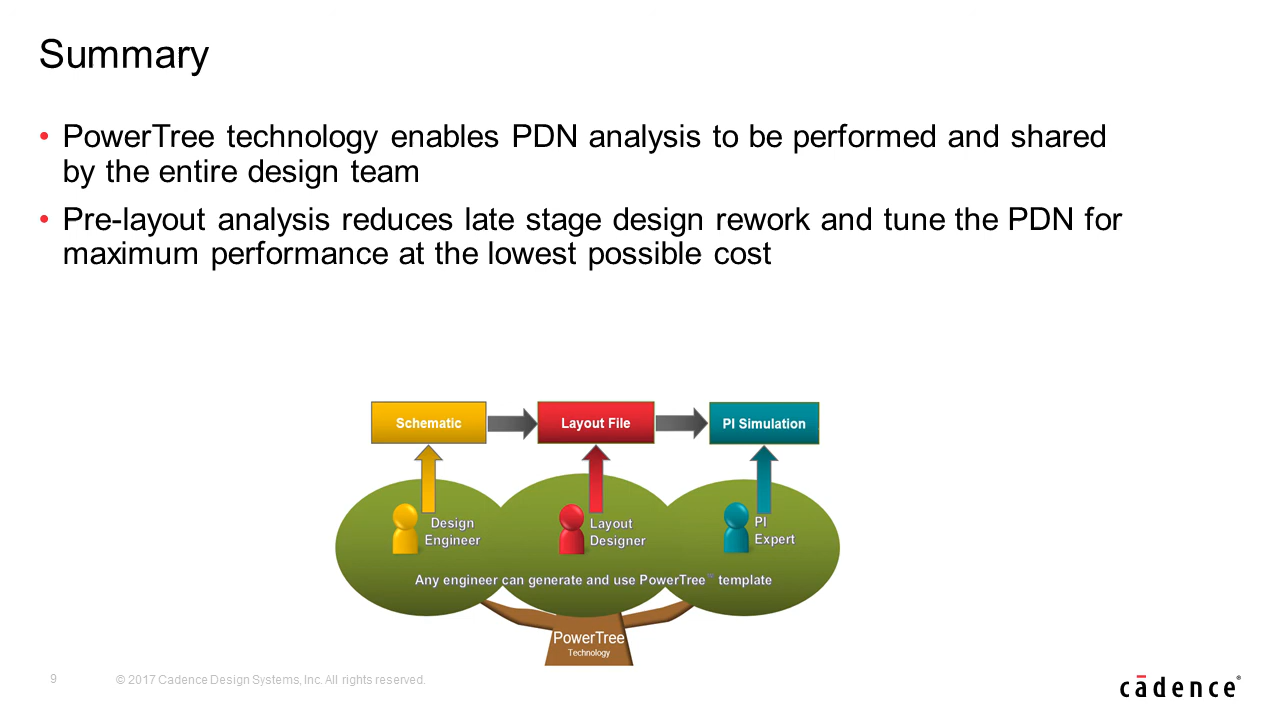 Summary
• PowerTree technology enables PDN analysis to be performed and shared
by the entire design team
• Pre-layout analysis reduces late stage design rework and tune the PDN for
maximum performance at the lowest possible cost
Schematic
Layout File
PI Simulation
Design
Engineer
Layout
Designer
PI
Expert
Any engineer can generate and use PowerTree™ template
PowerTree
Technology
9
© 2017 Cadence Design Systems, Inc. All rights reserved.
cādence®